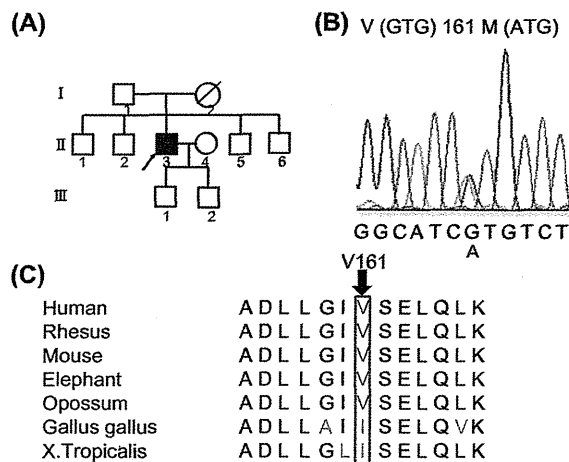 (A)
I
2
II
1 2 3 4 5 6
III
1 2
(B) V (GTG) 161 M (ATG)
GGCATCGTGTCT
A
(C)
V161
Human ADLLGIVSELQLK
Rhesus ADLLGIVSELQLK
Mouse ADLLGIVSELQLK
Elephant ADLLGIVSELQLK
Opossum ADLLGIVSELQLK
Gallus gallus ADLLAIISELQVK
X.Tropicalis ADLLGLISELQLK